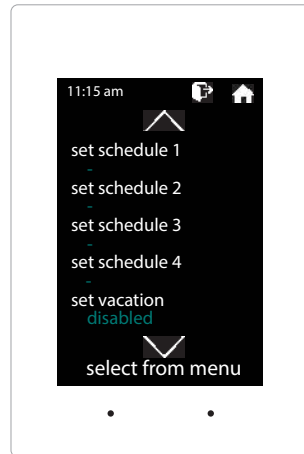 11:15 am
set schedule 1
-
set schedule 2
-
set schedule 3
-
set schedule 4
-
set vacation
disabled
select from menu